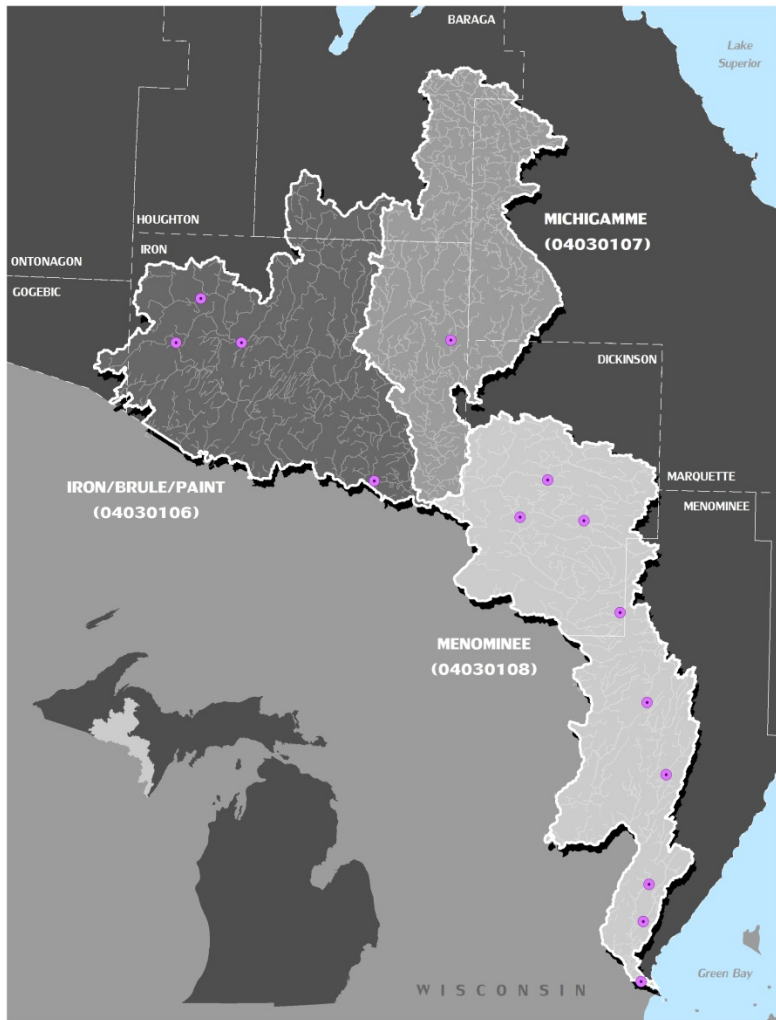 BARAGA
Lake
Superior
HOUGHTON
MICHIGAMME
(04030107)
IRON
ONTONAGON
GOGEBIC
DICKINSON
MARQUETTE
IRON/BRULE/PAINT
(04030106)
MENOMINEE
MENOMINEE
(04030108)
Green Bay
WISCONSIN